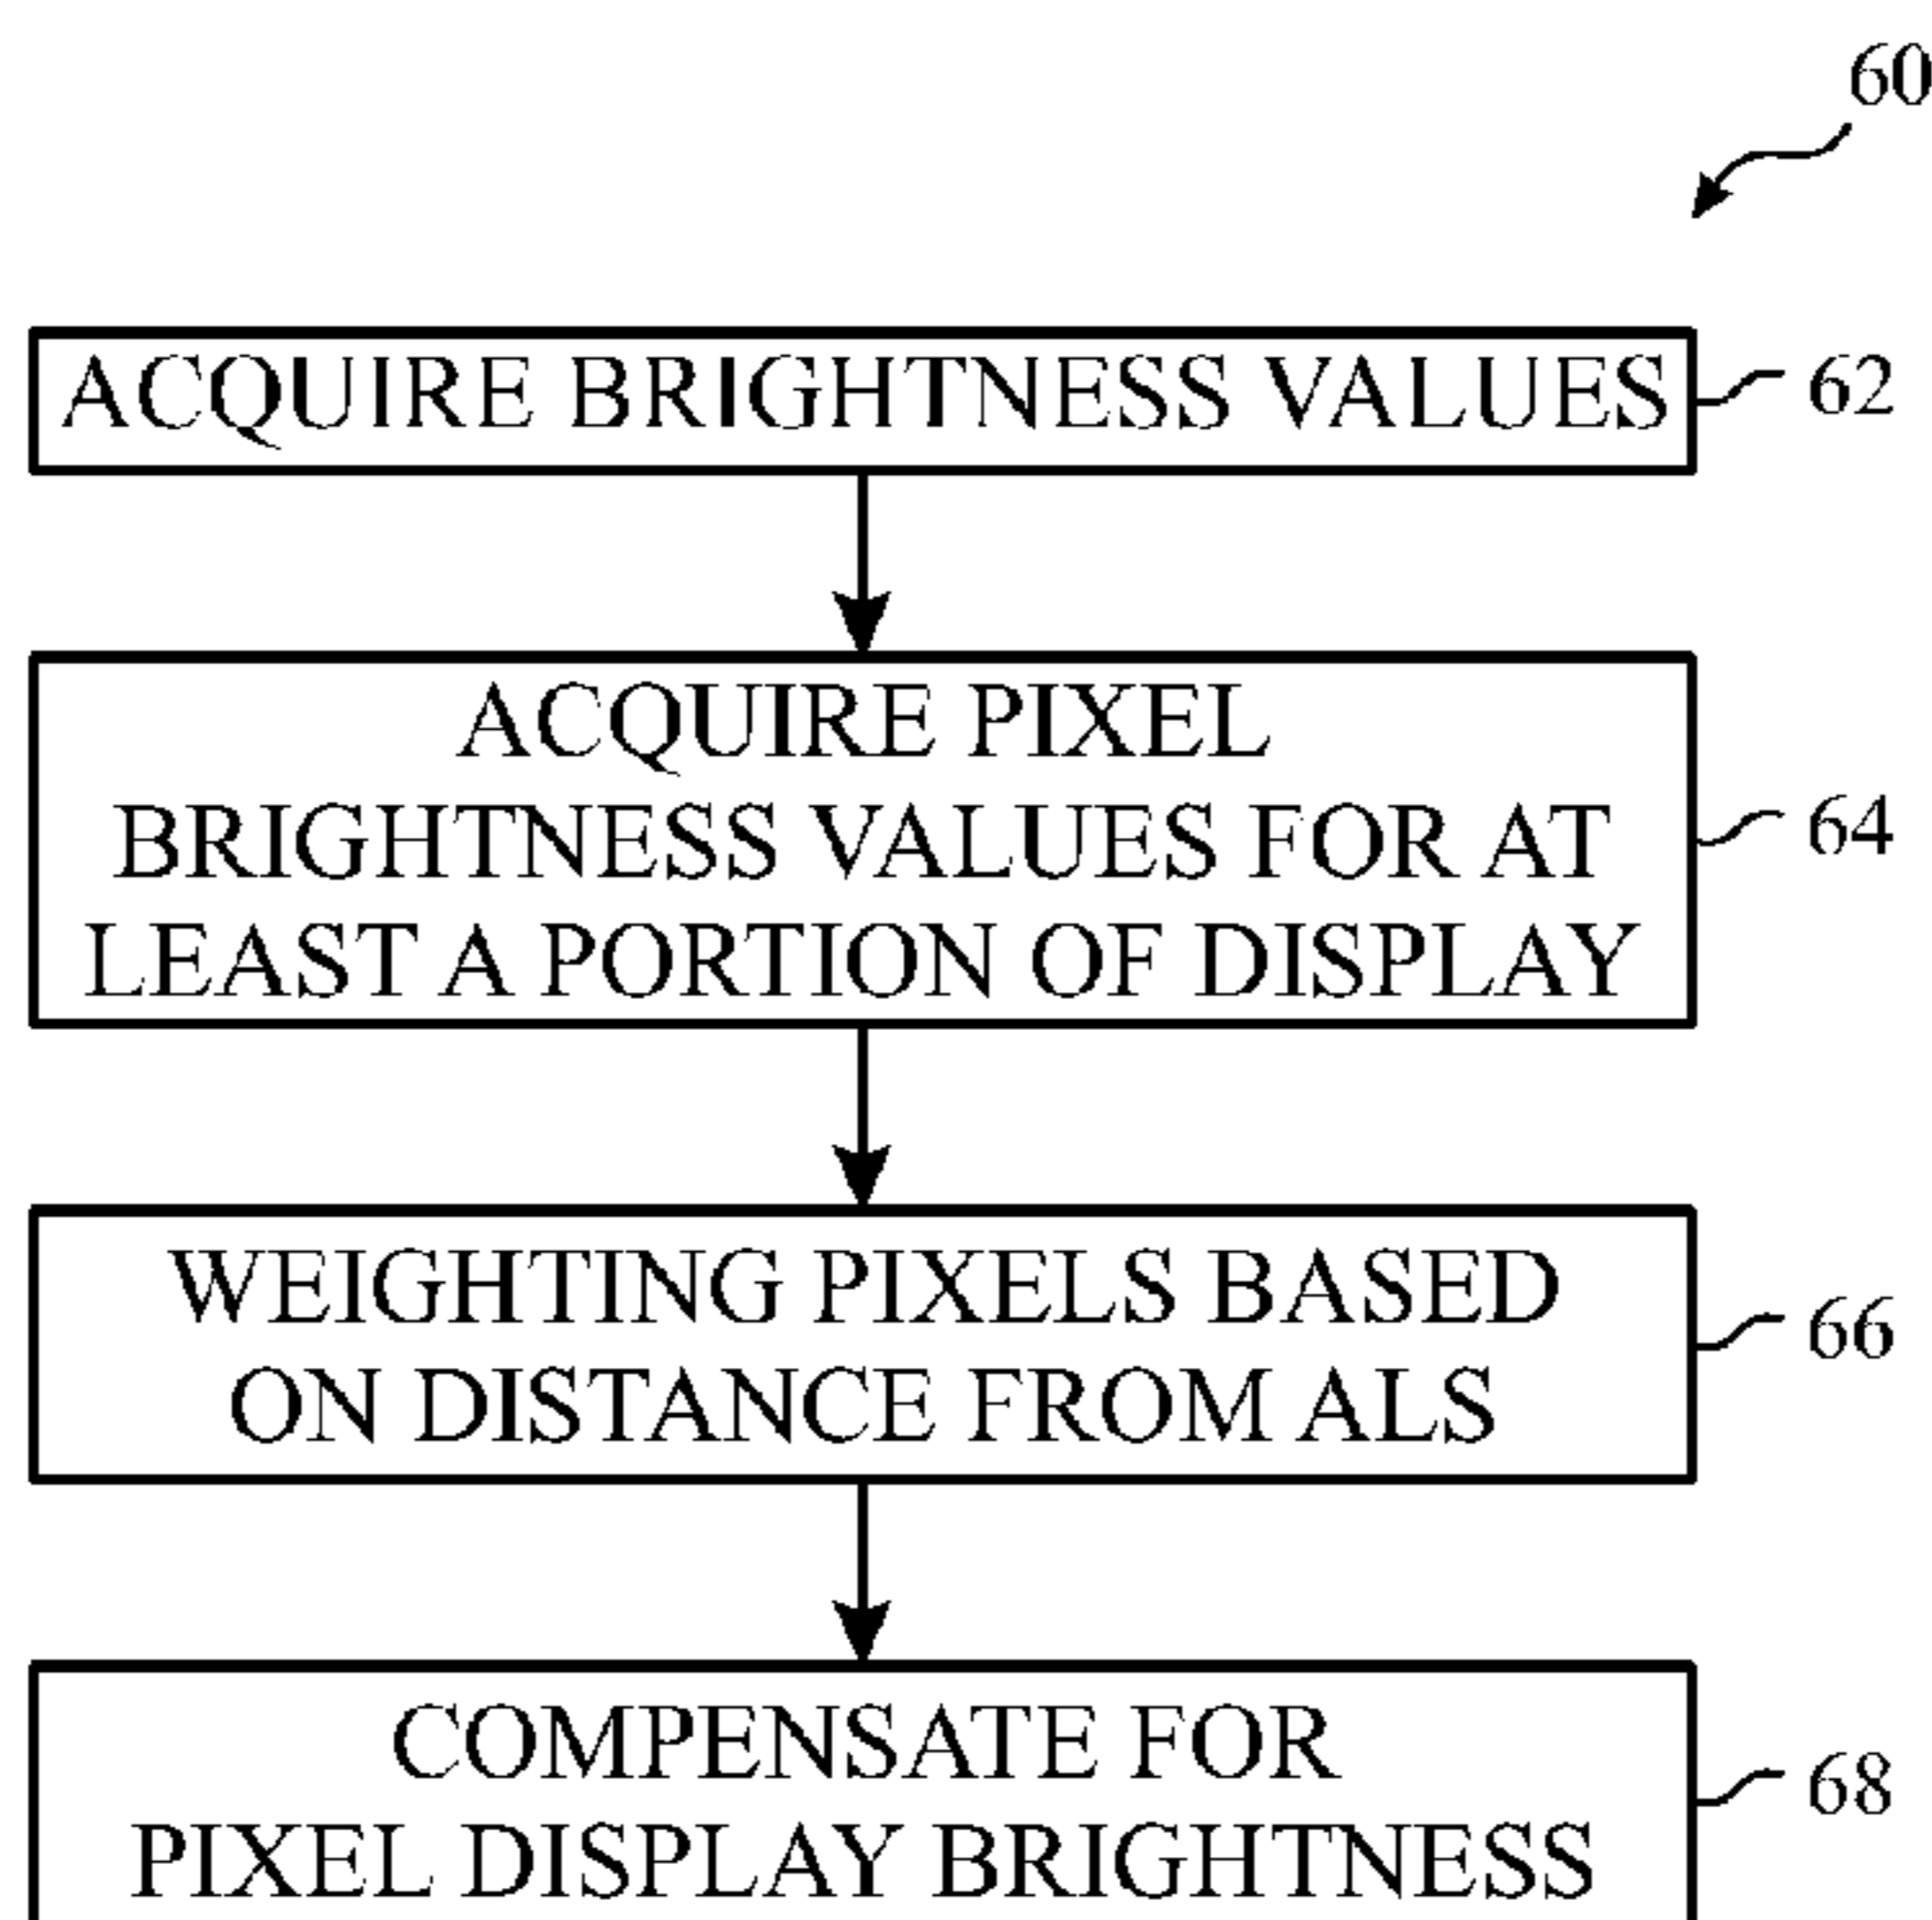 60
ACQUIRE BRIGHTNESS VALUES
62
ACQUIRE PIXEL
BRIGHTNESS VALUES FOR AT
LEAST A PORTION OF DISPLAY
64
WEIGHTING PIXELS BASED
ON DISTANCE FROM ALS
66
COMPENSATE FOR
PIXEL DISPLAY BRIGHTNESS
68